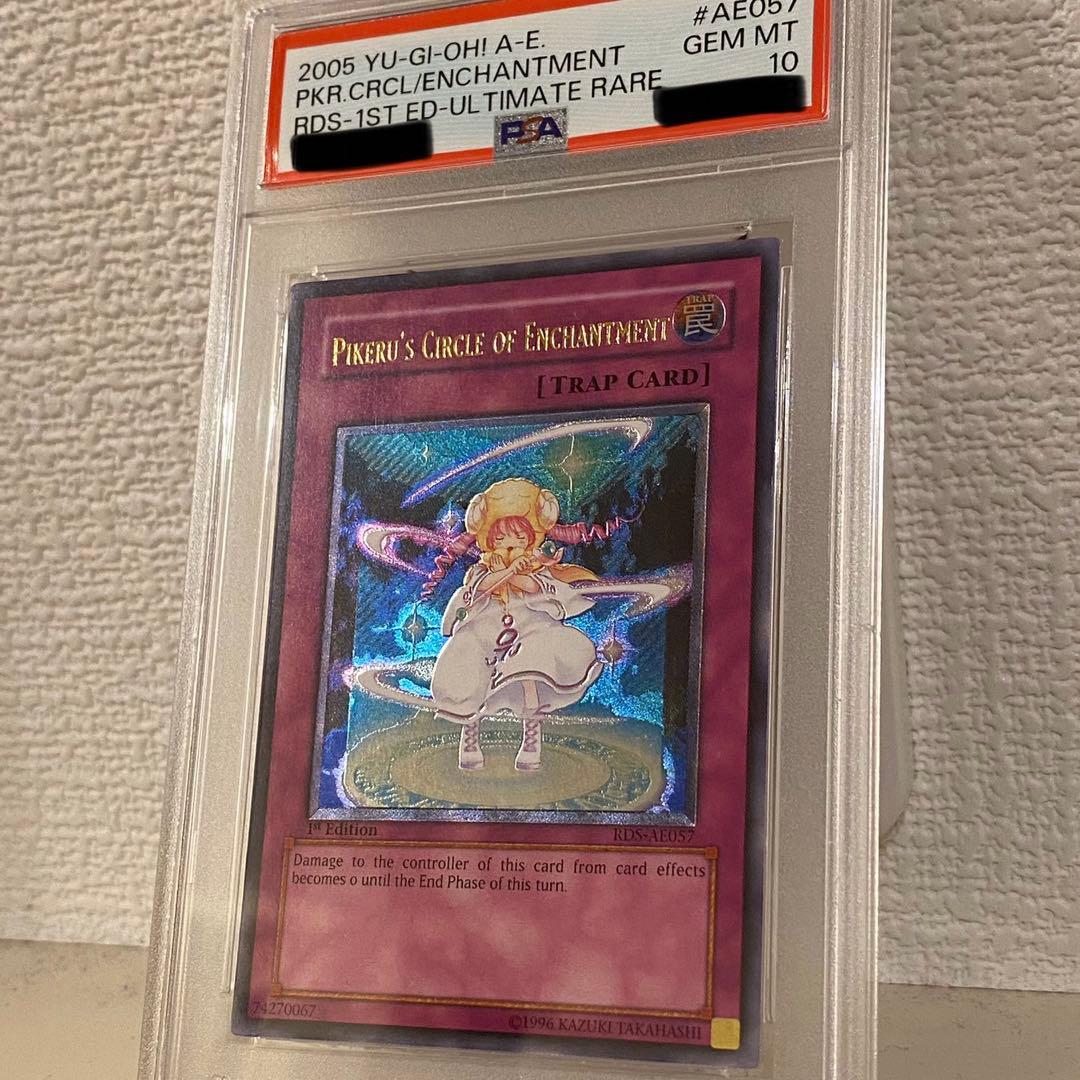 2005 YU-GI-OH! A-E. #AE057
PKR.CRCL/ENCHANTMENT GEM MT
RDS-1ST ED-ULTIMATE RARE 10
PSA
PIKERU'S CIRCLE OF ENCHANTMENT
TRAP
罠
[TRAP CARD]
1st Edition RDS-AE057
Damage to the controller of this card from card effects
becomes 0 until the End Phase of this turn.
74270067 ©1996 KAZUKI TAKAHASHI